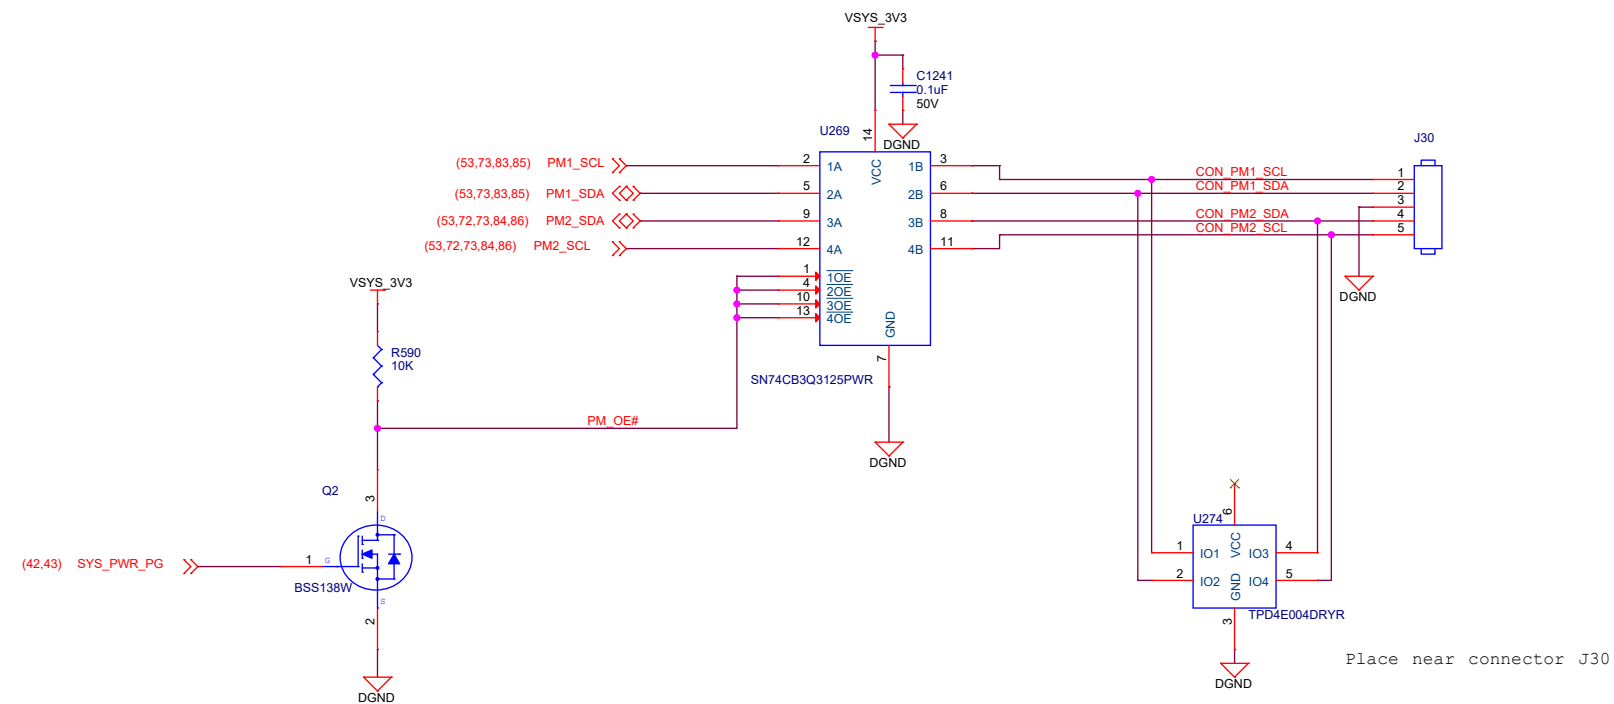 VSYS_3V3
C1241
0.1uF
50V
DGND
U269
14
VCC
J30
(53,73,83,85) PM1_SCL 2 1A 1B 3 CON_PM1_SCL 1
(53,73,83,85) PM1_SDA 5 2A 2B 6 CON_PM1_SDA 2
3
(53,72,73,84,86) PM2_SDA 9 3A 3B 8 CON_PM2_SDA 4
(53,72,73,84,86) PM2_SCL 12 4A 4B 11 CON_PM2_SCL 5
1 1OE
4 2OE
10 3OE
13 4OE
GND
7
SN74CB3Q3125PWR
DGND
DGND
VSYS_3V3
R590
10K
PM_OE#
Q2
3
D
(42,43) SYS_PWR_PG 1 G
BSS138W
S
2
DGND
U274
6
VCC
1 IO1 IO3 4
2 IO2 IO4 5
GND
TPD4E004DRYR
3
DGND
Place near connector J30